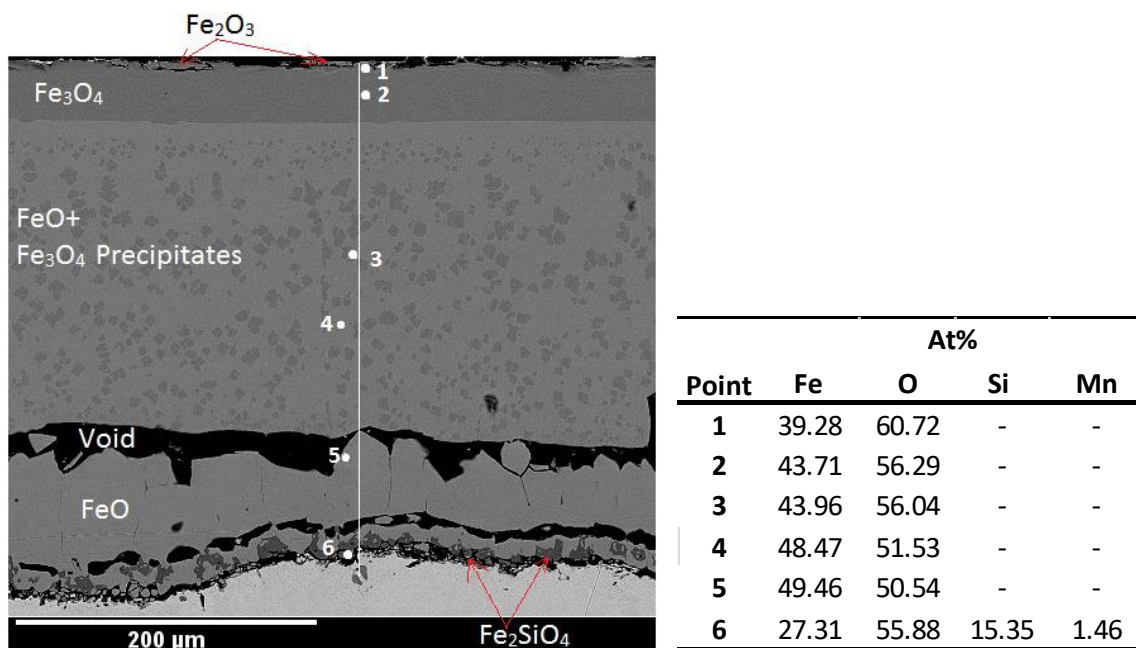 Fe₂O₃
1
Fe₃O₄
2
FeO+
Fe₃O₄ Precipitates
3
4
Void
5
FeO
6
200 µm
Fe₂SiO₄
At%
Point Fe O Si Mn
1 39.28 60.72 - -
2 43.71 56.29 - -
3 43.96 56.04 - -
4 48.47 51.53 - -
5 49.46 50.54 - -
6 27.31 55.88 15.35 1.46